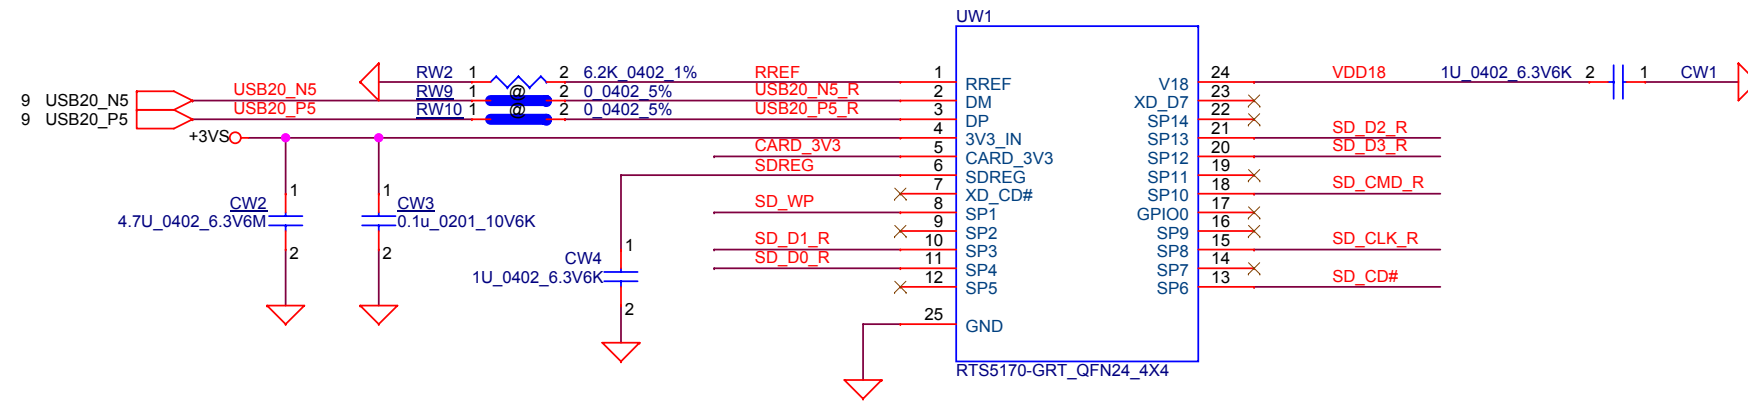 UW1
RW2 1 2 6.2K_0402_1% RREF 1 RREF V18 24 VDD18 1U_0402_6.3V6K 2 1 CW1
9 USB20_N5 USB20_N5 RW9 1 @ 2 0_0402_5% USB20_N5_R 2 DM XD_D7 23
9 USB20_P5 USB20_P5 RW10 1 @ 2 0_0402_5% USB20_P5_R 3 DP SP14 22
+3VS 4 3V3_IN SP13 21 SD_D2_R
CARD_3V3 5 CARD_3V3 SP12 20 SD_D3_R
SDREG 6 SDREG SP11 19
7 XD_CD# SP10 18 SD_CMD_R
1 1
CW2 CW3 SD_WP 8 SP1 GPIO0 17
4.7U_0402_6.3V6M 0.1u_0201_10V6K 9 SP2 SP9 16
2 2 1 SD_D1_R 10 SP3 SP8 15 SD_CLK_R
CW4 SD_D0_R 11 SP4 SP7 14
1U_0402_6.3V6K 12 SP5 SP6 13 SD_CD#
2 25 GND
RTS5170-GRT_QFN24_4X4